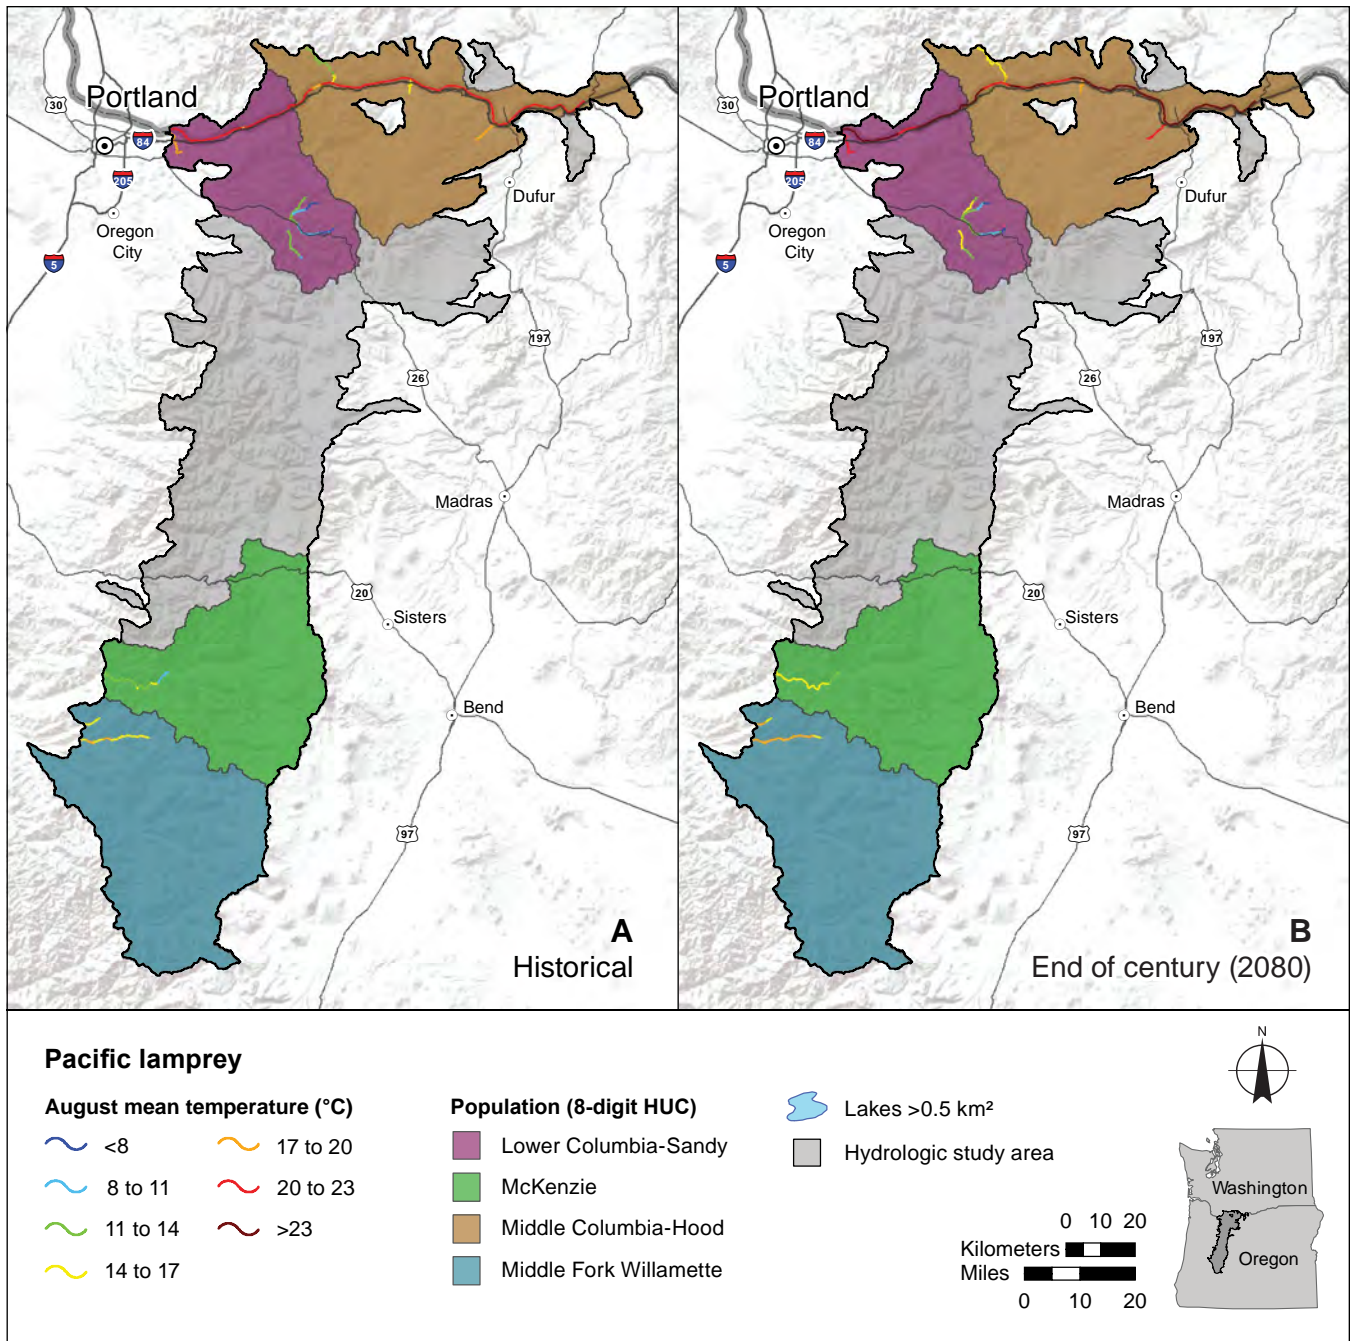 30
Portland
84
205
Oregon
City
5
Dufur
197
26
Madras
20
Sisters
Bend
97
A
Historical
30
Portland
84
205
Oregon
City
5
Dufur
197
26
Madras
20
Sisters
Bend
97
B
End of century (2080)
Pacific lamprey
August mean temperature (°C)
<8
8 to 11
11 to 14
14 to 17
17 to 20
20 to 23
>23
Population (8-digit HUC)
Lower Columbia-Sandy
McKenzie
Middle Columbia-Hood
Middle Fork Willamette
Lakes >0.5 km²
Hydrologic study area
0 10 20
Kilometers
Miles
0 10 20
N
Washington
Oregon